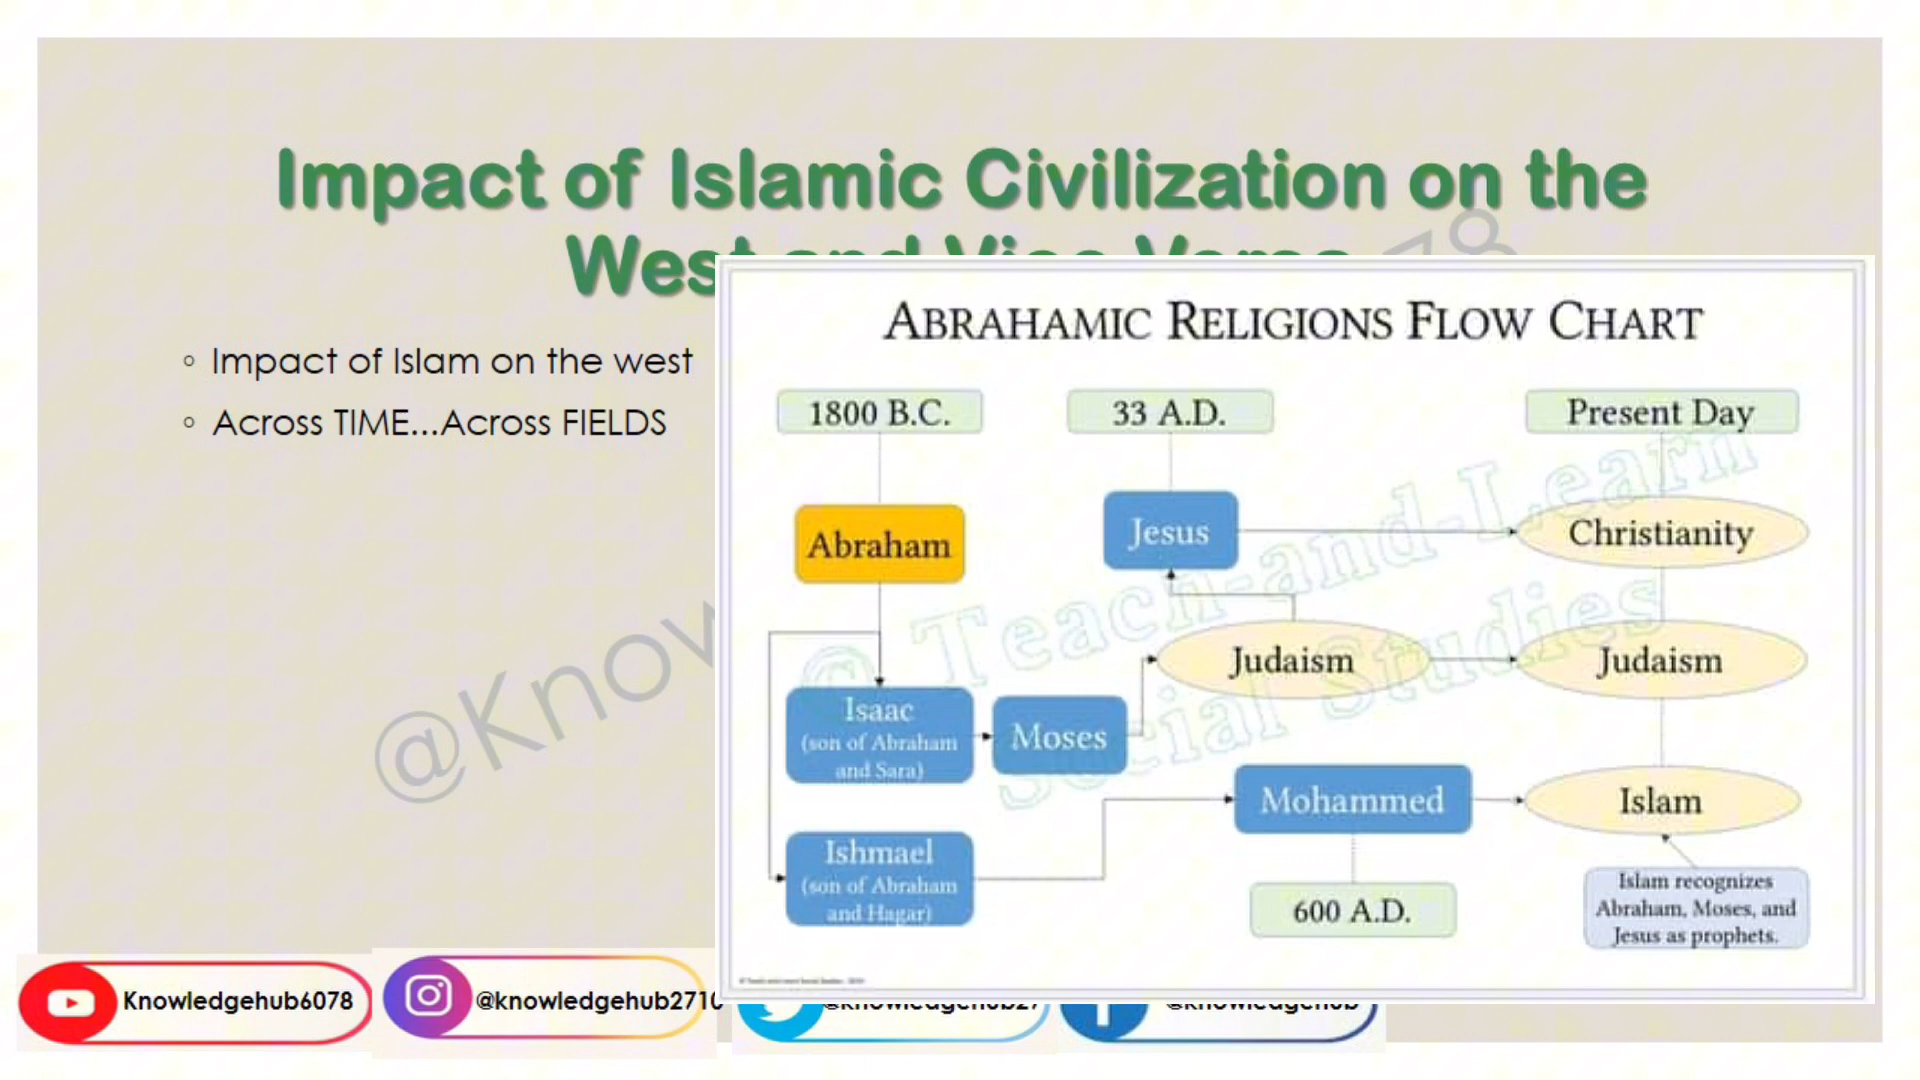 Impact of Islamic Civilization on the
West and Vice Versa
◦ Impact of Islam on the west
◦ Across TIME...Across FIELDS
ABRAHAMIC RELIGIONS FLOW CHART
1800 B.C.
33 A.D.
Present Day
Abraham
Jesus
Christianity
Judaism
Judaism
Isaac
(son of Abraham
and Sara)
Moses
Mohammed
Islam
Ishmael
(son of Abraham
and Hagar)
600 A.D.
Islam recognizes
Abraham, Moses, and
Jesus as prophets.
© Teach-and-Learn
Social Studies
@Know
78
Knowledgehub6078
@knowledgehub2710
@knowledgehub27
@knowledgehub